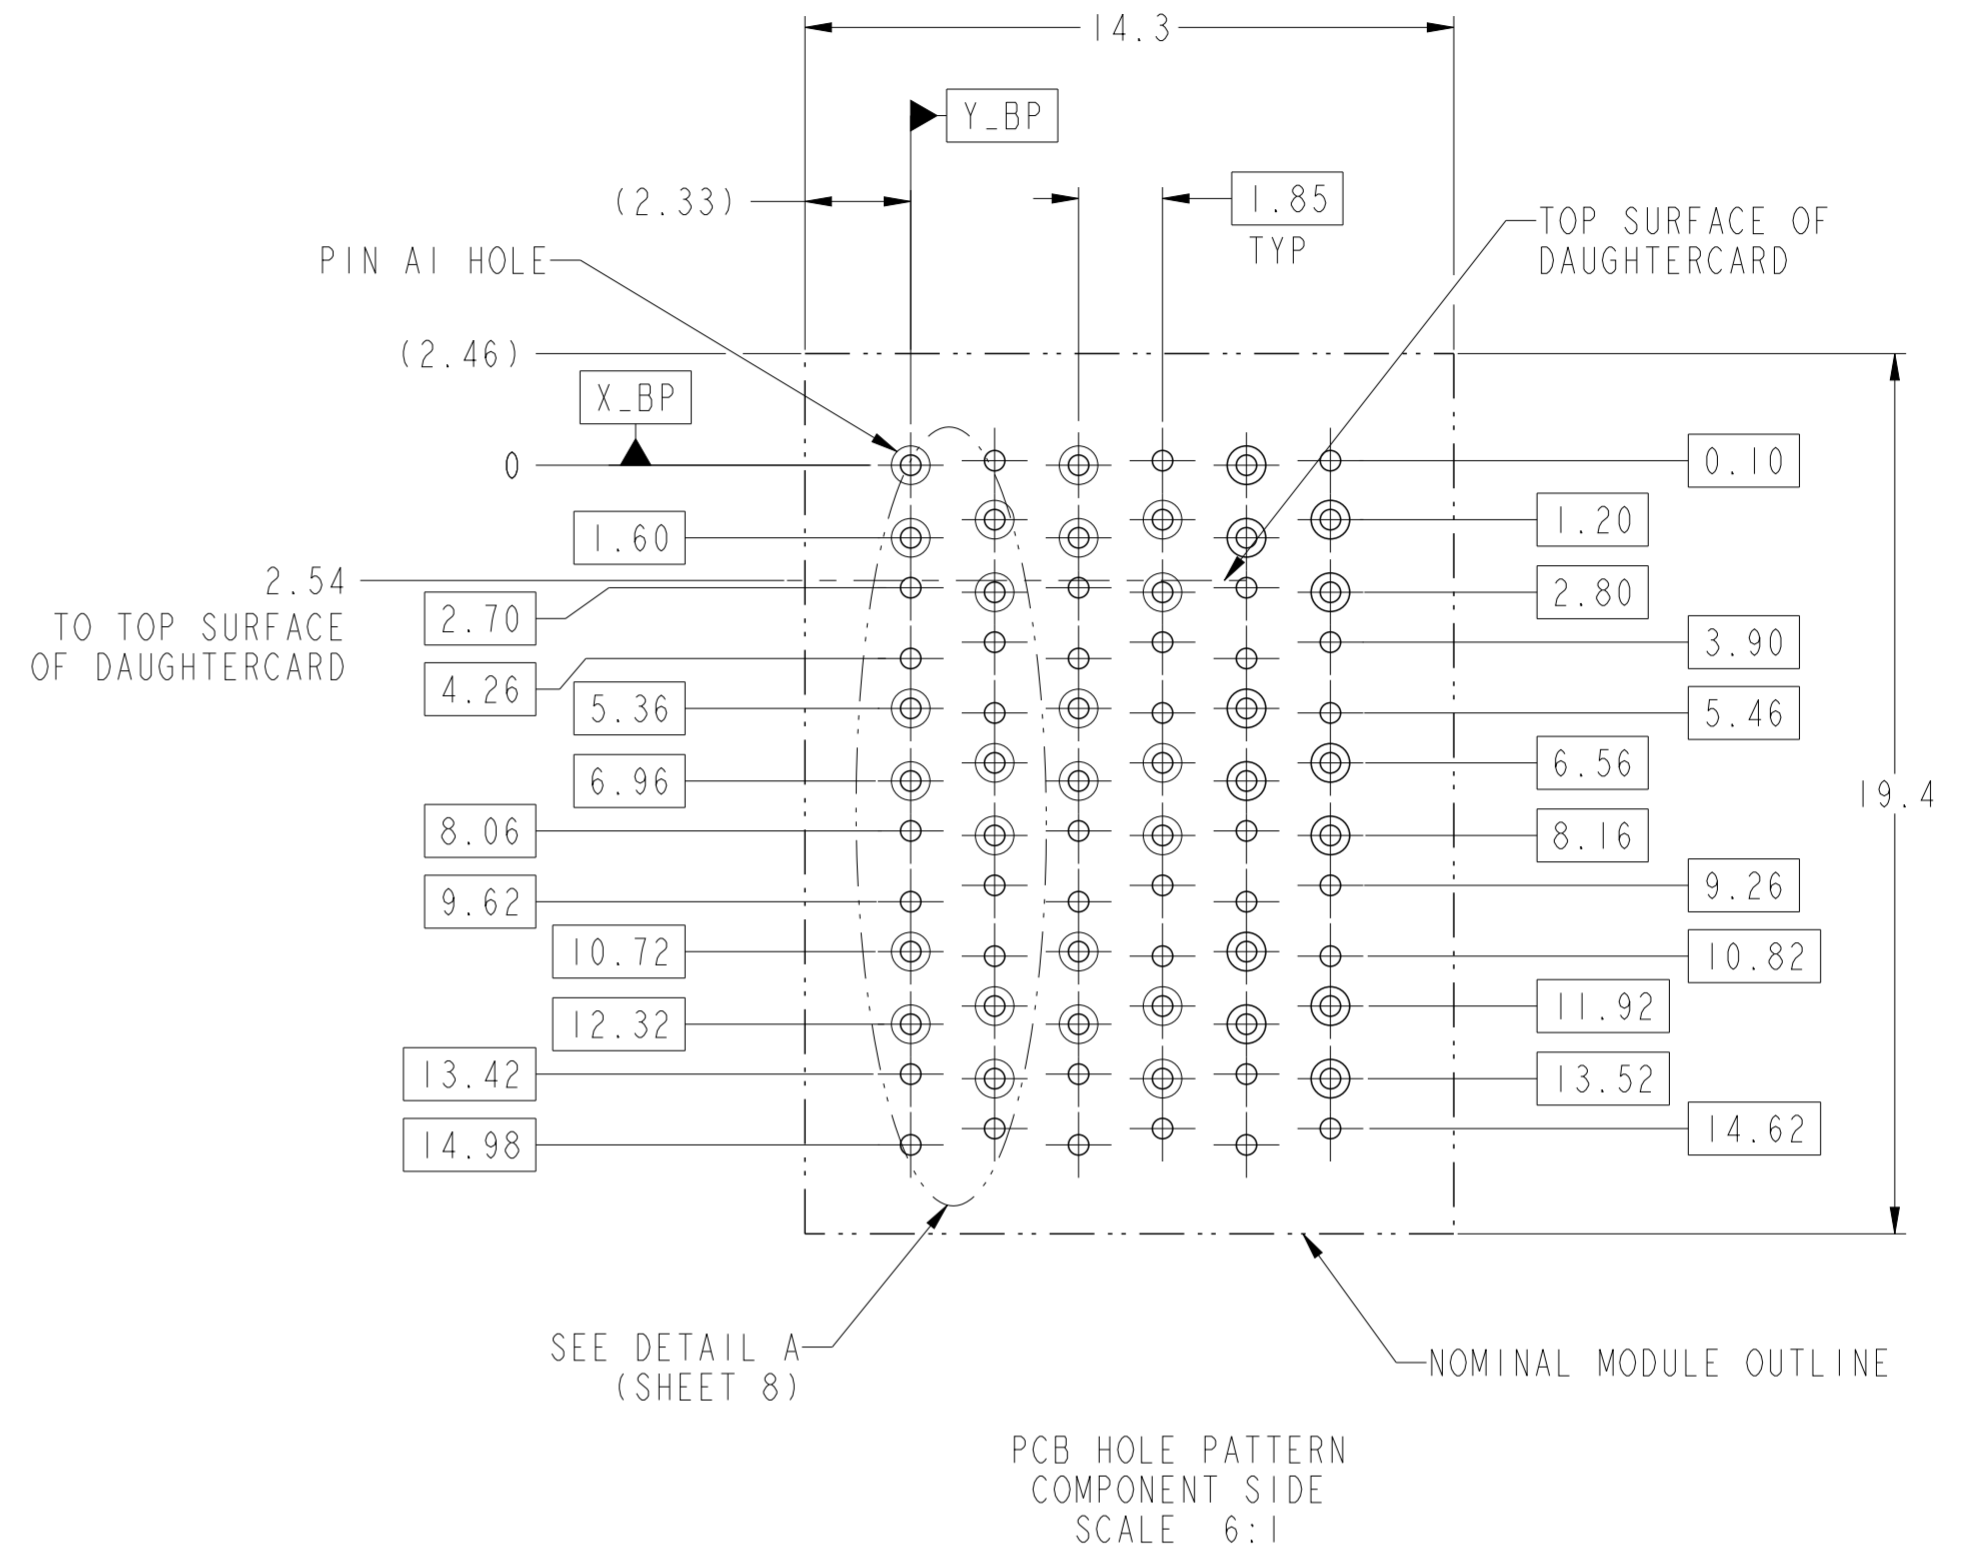 14.3
Y_BP
(2.33)
1.85
TYP
TOP SURFACE OF
DAUGHTERCARD
PIN A1 HOLE
(2.46)
X_BP
0
0.10
1.20
1.60
2.54
TO TOP SURFACE
OF DAUGHTERCARD
2.70
2.80
3.90
4.26
5.36
5.46
6.56
6.96
19.4
8.06
8.16
9.26
9.62
10.72
10.82
11.92
12.32
13.42
13.52
14.62
14.98
SEE DETAIL A
(SHEET 8)
NOMINAL MODULE OUTLINE
PCB HOLE PATTERN
COMPONENT SIDE
SCALE 6:1